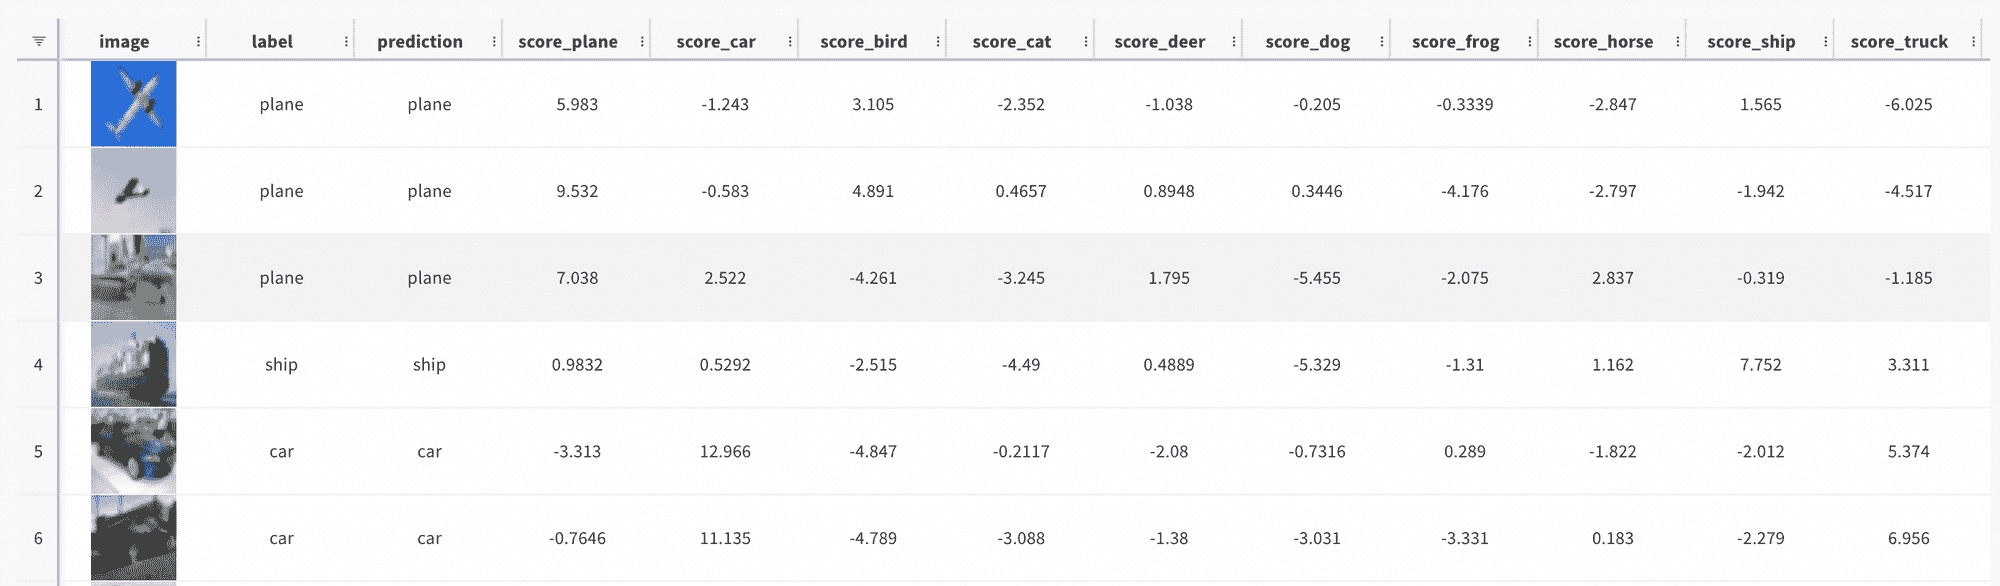 image label prediction score_plane score_car score_bird score_cat score_deer score_dog score_frog score_horse score_ship score_truck
1 plane plane 5.983 -1.243 3.105 -2.352 -1.038 -0.205 -0.3339 -2.847 1.565 -6.025
2 plane plane 9.532 -0.583 4.891 0.4657 0.8948 0.3446 -4.176 -2.797 -1.942 -4.517
3 plane plane 7.038 2.522 -4.261 -3.245 1.795 -5.455 -2.075 2.837 -0.319 -1.185
4 ship ship 0.9832 0.5292 -2.515 -4.49 0.4889 -5.329 -1.31 1.162 7.752 3.311
5 car car -3.313 12.966 -4.847 -0.2117 -2.08 -0.7316 0.289 -1.822 -2.012 5.374
6 car car -0.7646 11.135 -4.789 -3.088 -1.38 -3.031 -3.331 0.183 -2.279 6.956